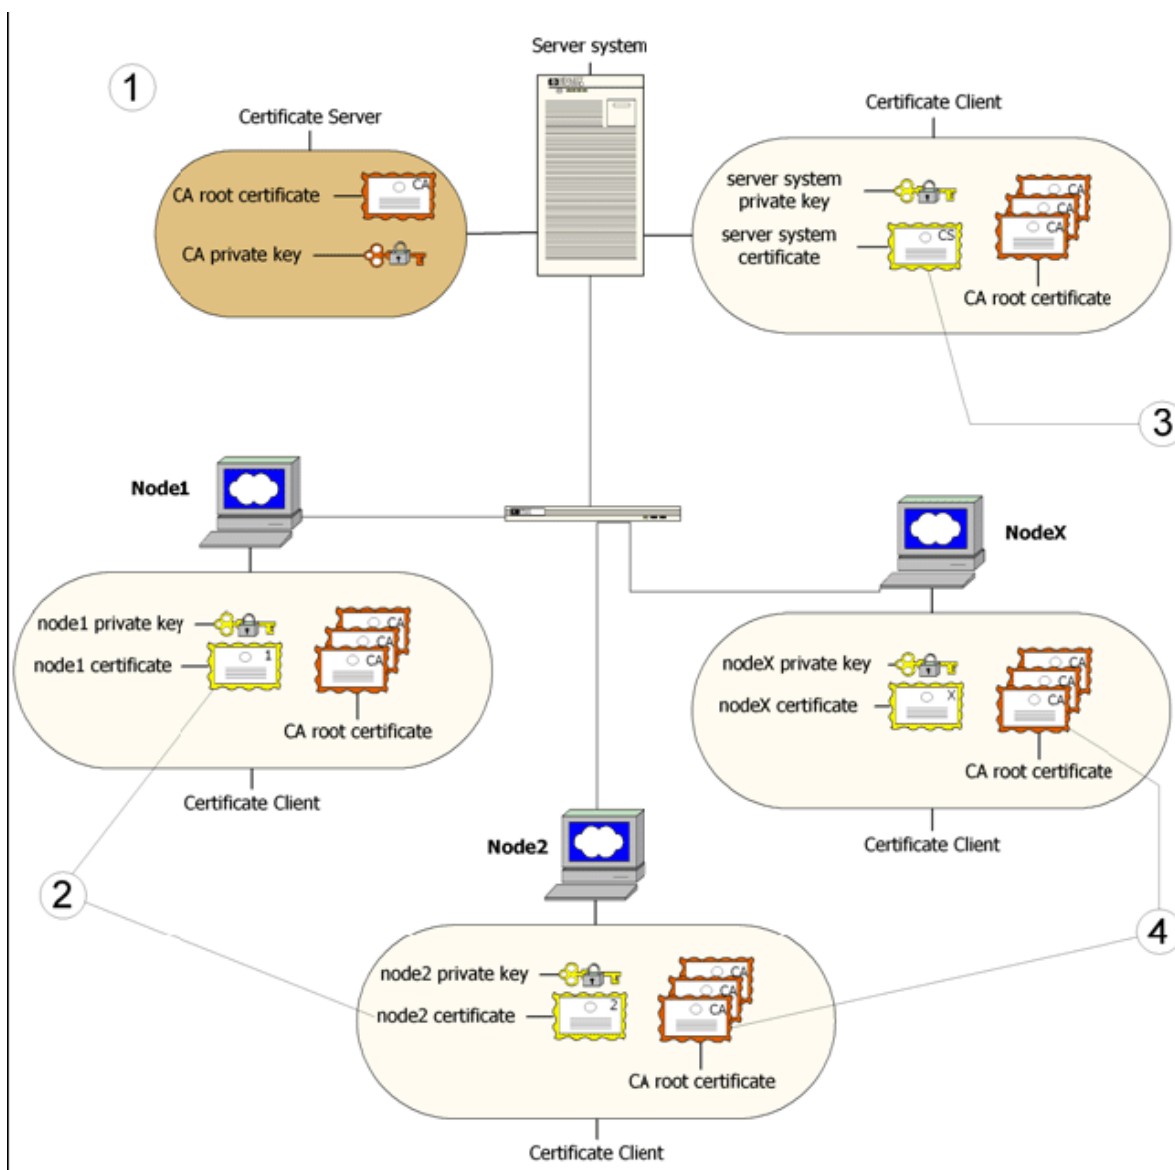 Server system
1
Certificate Server
Certificate Client
CA root certificate
CA
CA private key
server system
private key
server system
certificate
CS
CA
CA
CA
CA root certificate
3
Node1
NodeX
node1 private key
node1 certificate
1
CA
CA
CA
CA root certificate
Certificate Client
nodeX private key
nodeX certificate
X
CA
CA
CA
CA root certificate
Certificate Client
Node2
2
4
node2 private key
node2 certificate
2
CA
CA
CA
CA root certificate
Certificate Client